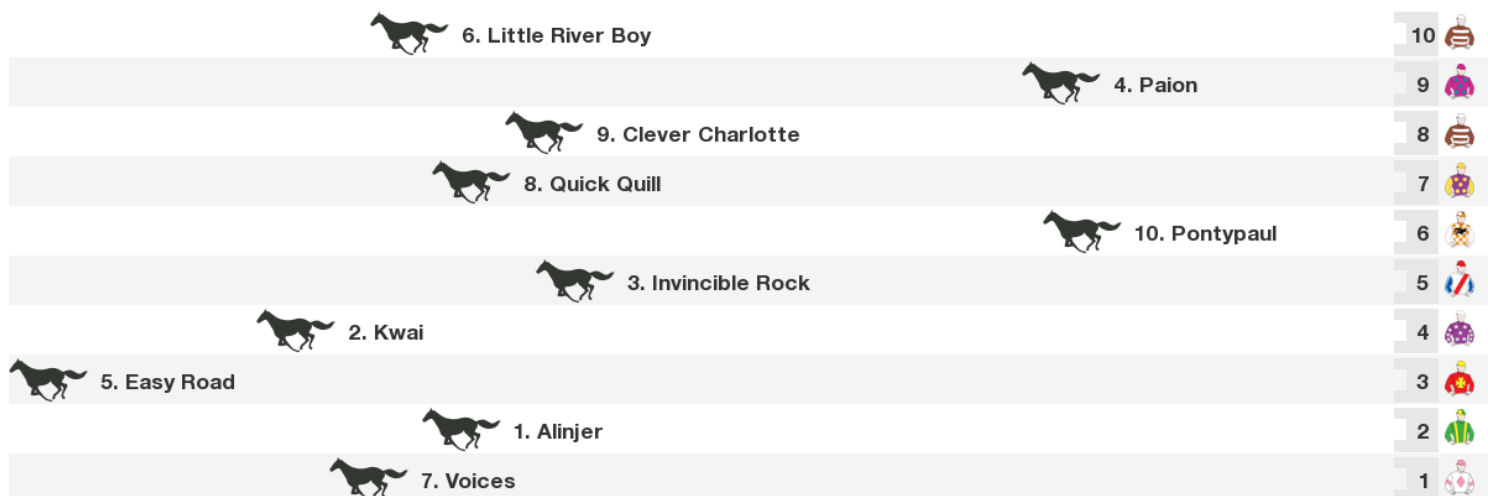 6. Little River Boy 10
4. Paion 9
9. Clever Charlotte 8
8. Quick Quill 7
10. Pontypaul 6
3. Invincible Rock 5
2. Kwai 4
5. Easy Road 3
1. Alinjer 2
7. Voices 1